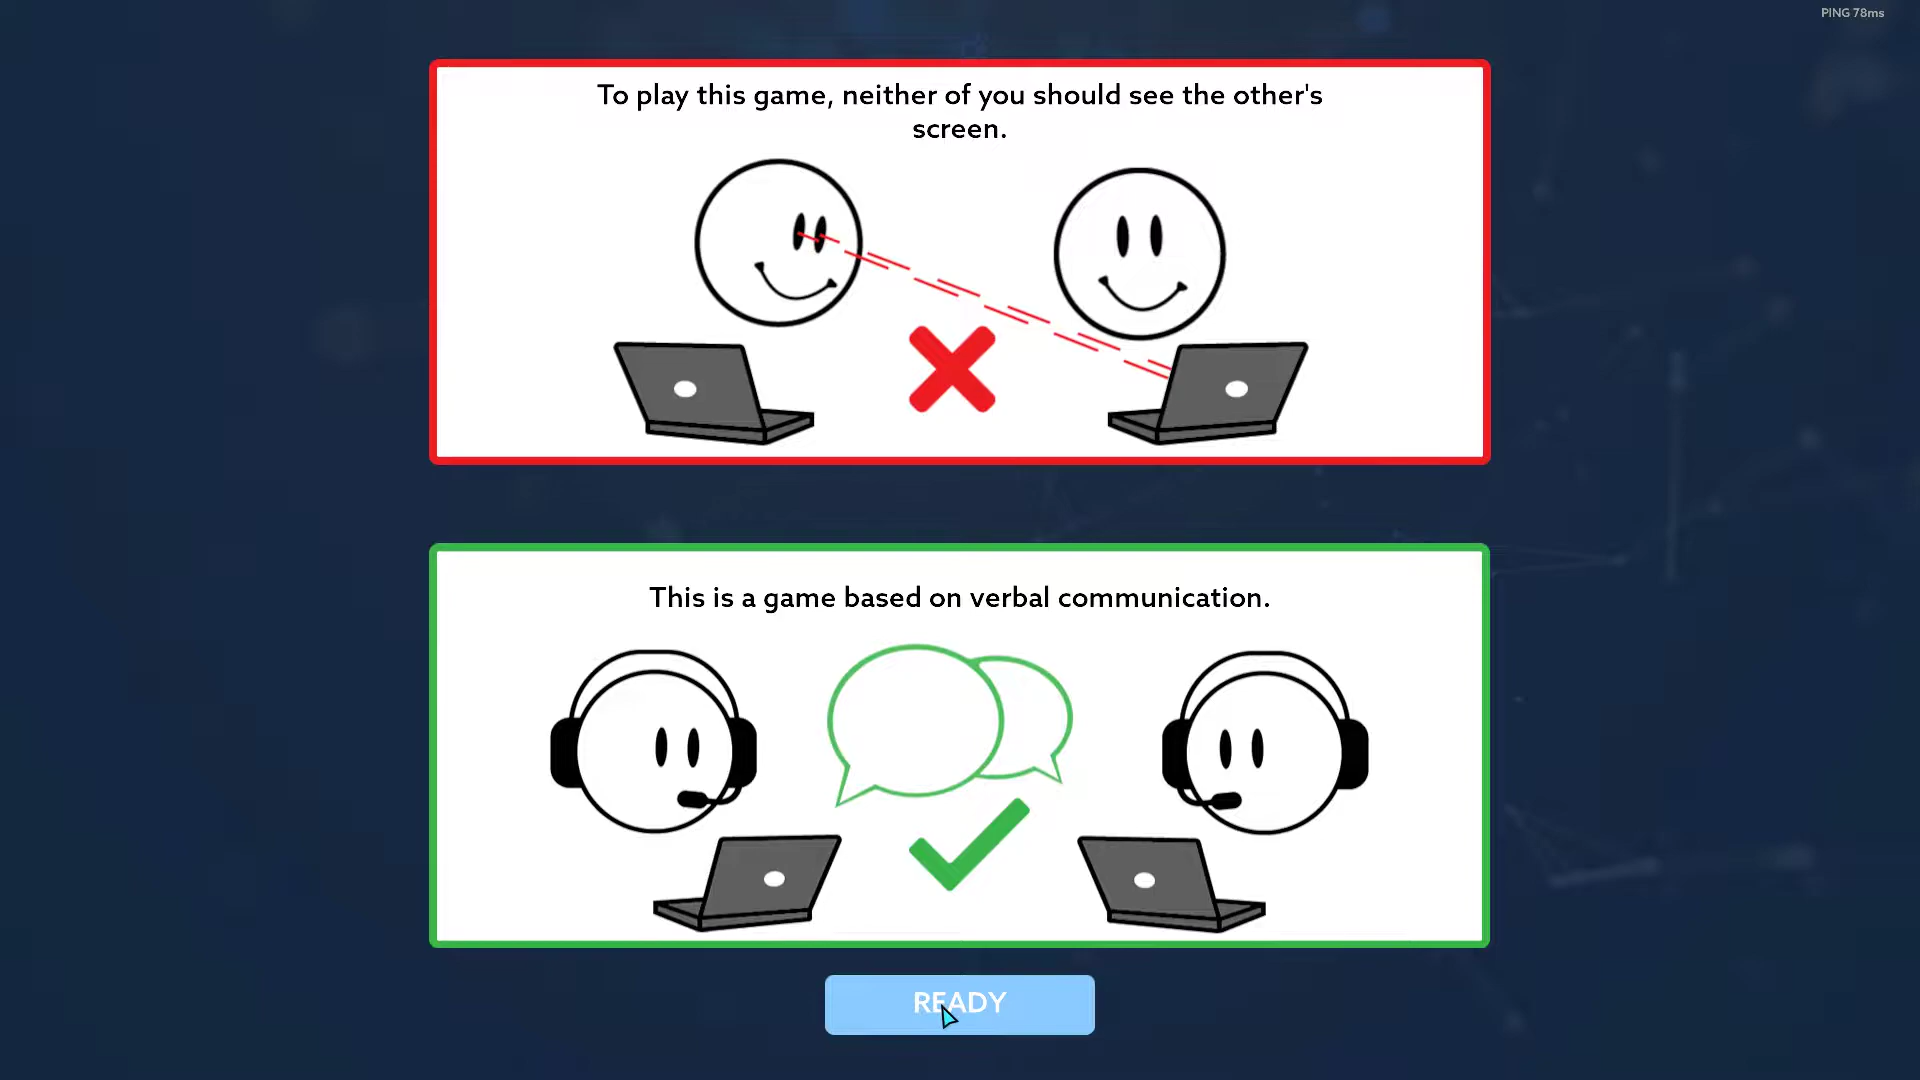 PING 78ms
To play this game, neither of you should see the other's
screen.
This is a game based on verbal communication.
READY